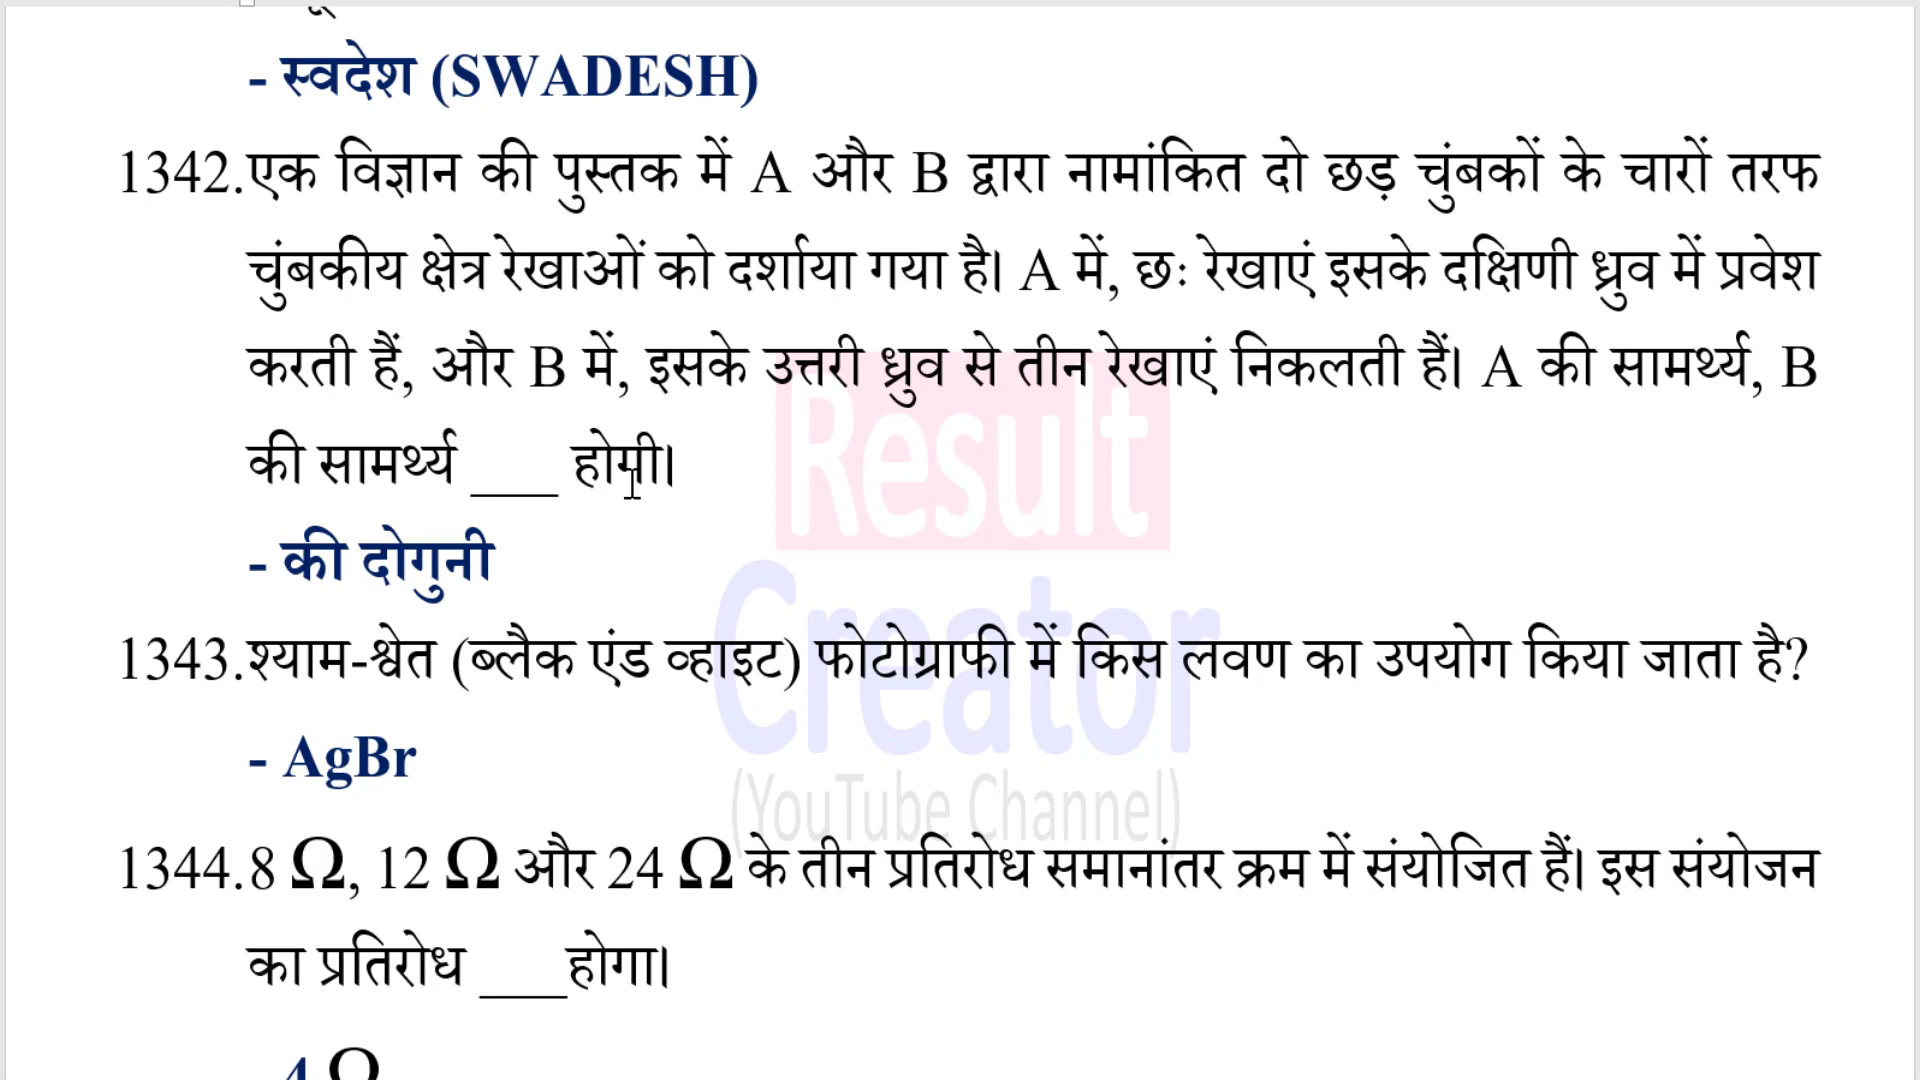 - स्वदेश (SWADESH)
1342.एक विज्ञान की पुस्तक में A और B द्वारा नामांकित दो छड़ चुंबकों के चारों तरफ
चुंबकीय क्षेत्र रेखाओं को दर्शाया गया है। A में, छः रेखाएं इसके दक्षिणी ध्रुव में प्रवेश
करती हैं, और B में, इसके उत्तरी ध्रुव से तीन रेखाएं निकलती हैं। A की सामर्थ्य, B
की सामर्थ्य ___ होगी।
- की दोगुनी
1343.श्याम-श्वेत (ब्लैक एंड व्हाइट) फोटोग्राफी में किस लवण का उपयोग किया जाता है?
- AgBr
1344.8 Ω, 12 Ω और 24 Ω के तीन प्रतिरोध समानांतर क्रम में संयोजित हैं। इस संयोजन
का प्रतिरोध ___होगा।
4 Ω
Result
Creator
(YouTube Channel)